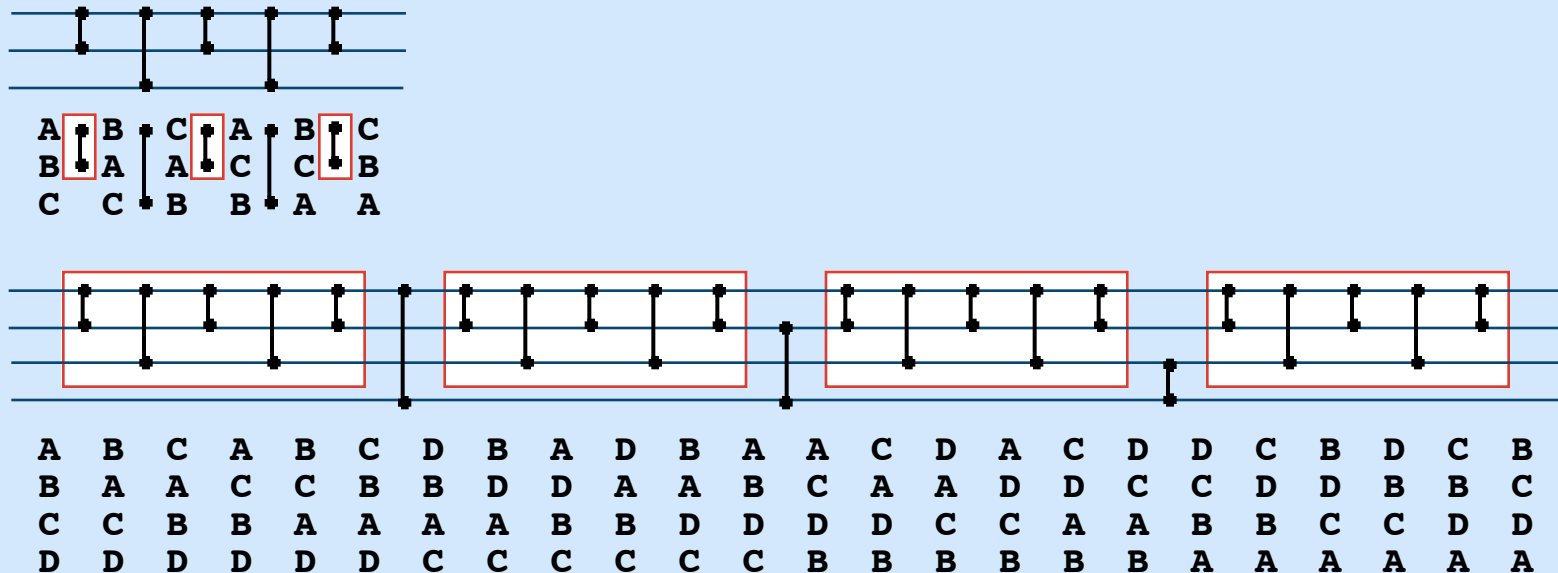 A B C A B C
B A A C C B
C C B B A A
A B C A B C D B A D B A A C D A C D D C B D C B
B A A C C B B D D A A B C A A D D C C D D B B C
C C B B A A A A B B D D D D C C A A B B C C D D
D D D D D D C C C C C C B B B B B B A A A A A A